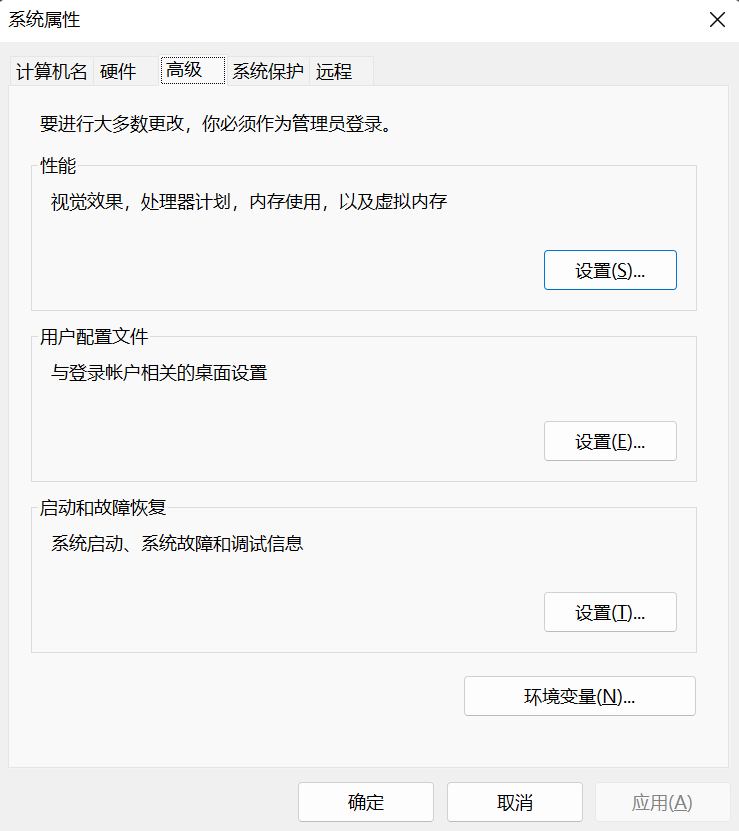 系统属性
计算机名 硬件 高级 系统保护 远程
要进行大多数更改，你必须作为管理员登录。
性能
视觉效果，处理器计划，内存使用，以及虚拟内存
设置(S)...
用户配置文件
与登录帐户相关的桌面设置
设置(E)...
启动和故障恢复
系统启动、系统故障和调试信息
设置(T)...
环境变量(N)...
确定 取消 应用(A)